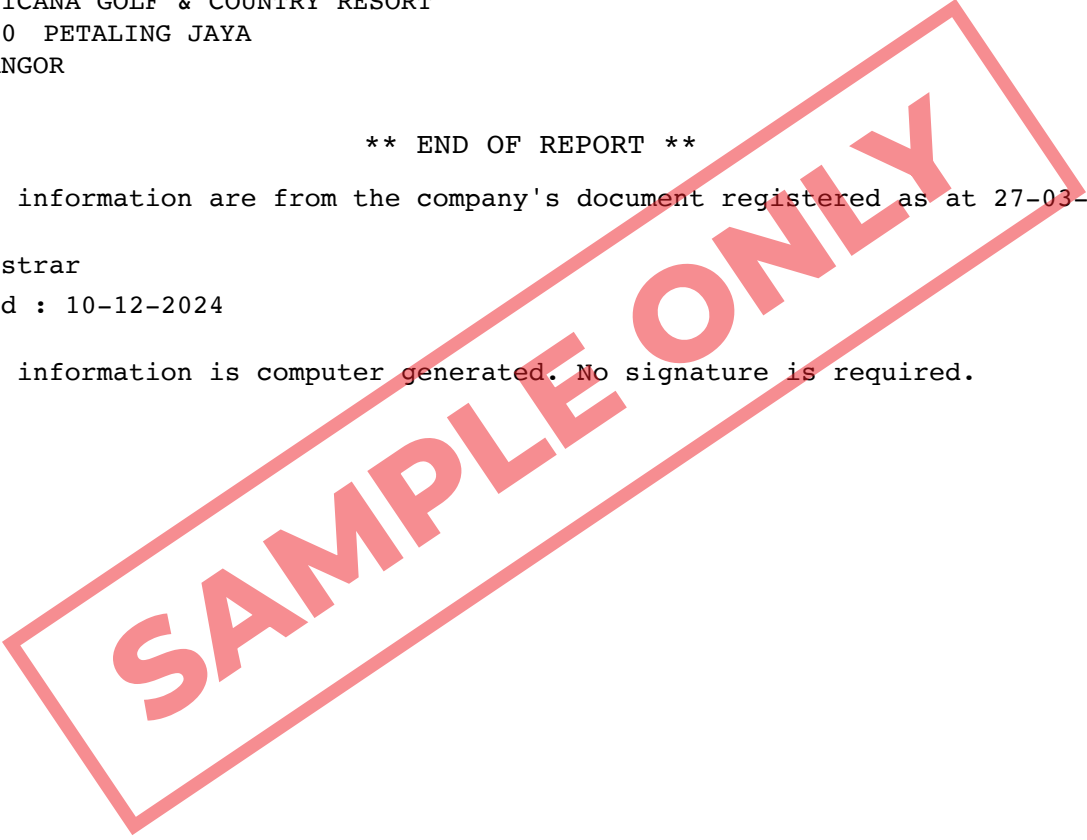 ICANA GOLF & COUNTRY RESORT
0 PETALING JAYA
NGOR
** END OF REPORT **
information are from the company's document registered as at 27-03-
strar
d : 10-12-2024
information is computer generated. No signature is required.
SAMPLE ONLY